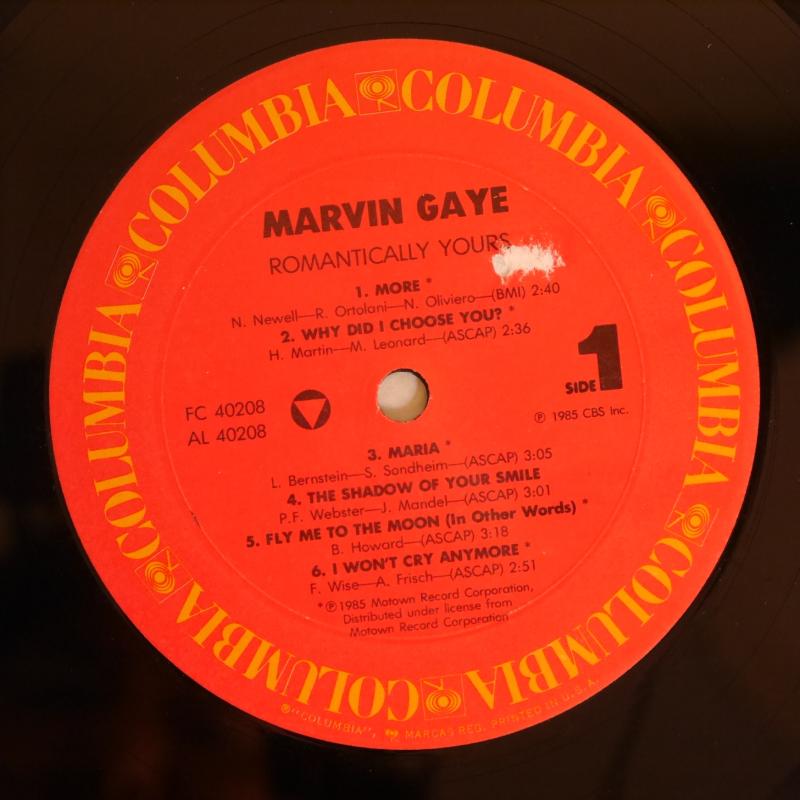 COLUMBIA COLUMBIA COLUMBIA COLUMBIA COLUMBIA COLUMBIA COLUMBIA COLUMBIA
MARVIN GAYE
ROMANTICALLY YOURS
1. MORE *
N. Newell—R. Ortolani—N. Oliviero—(BMI) 2:40
2. WHY DID I CHOOSE YOU? *
H. Martin—M. Leonard—(ASCAP) 2:36
SIDE 1
FC 40208
AL 40208
℗ 1985 CBS Inc.
3. MARIA *
L. Bernstein—S. Sondheim—(ASCAP) 3:05
4. THE SHADOW OF YOUR SMILE
P.F. Webster—J. Mandel—(ASCAP) 3:01
5. FLY ME TO THE MOON (In Other Words) *
B. Howard—(ASCAP) 3:18
6. I WON'T CRY ANYMORE *
F. Wise—A. Frisch—(ASCAP) 2:51
* ℗ 1985 Motown Record Corporation,
Distributed under license from
Motown Record Corporation
® "COLUMBIA", MARCAS REG. PRINTED IN U.S.A.